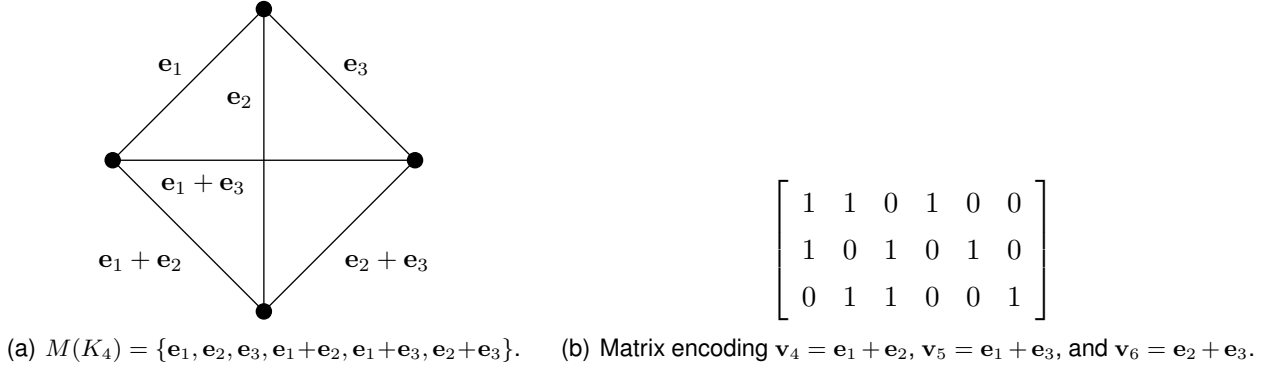 e₁
e₃
e₂
e₁ + e₃
e₁ + e₂
e₂ + e₃
(a) M(K₄) = {e₁, e₂, e₃, e₁+e₂, e₁+e₃, e₂+e₃}.
1 1 0 1 0 0
1 0 1 0 1 0
0 1 1 0 0 1
(b) Matrix encoding v₄ = e₁ + e₂, v₅ = e₁ + e₃, and v₆ = e₂ + e₃.